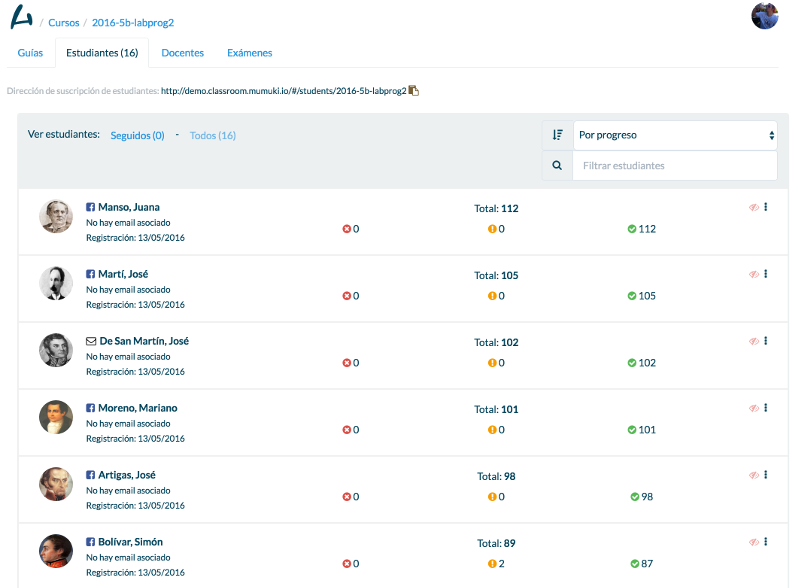 / Cursos / 2016-5b-labprog2
Guías Estudiantes (16) Docentes Exámenes
Dirección de suscripción de estudiantes: http://demo.classroom.mumuki.io/#/students/2016-5b-labprog2
Ver estudiantes: Seguidos (0) - Todos (16)
Por progreso
Filtrar estudiantes
Manso, Juana
No hay email asociado
Registración: 13/05/2016
Total: 112
0 0 112
Martí, José
No hay email asociado
Registración: 13/05/2016
Total: 105
0 0 105
De San Martín, José
No hay email asociado
Registración: 13/05/2016
Total: 102
0 0 102
Moreno, Mariano
No hay email asociado
Registración: 13/05/2016
Total: 101
0 0 101
Artigas, José
No hay email asociado
Registración: 13/05/2016
Total: 98
0 0 98
Bolívar, Simón
No hay email asociado
Registración: 13/05/2016
Total: 89
0 2 87